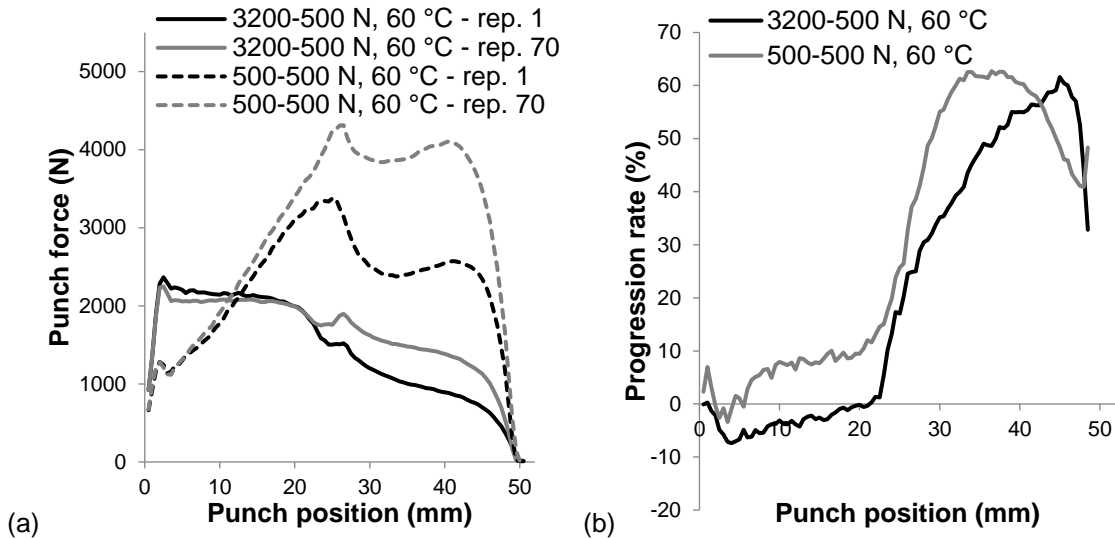 3200-500 N, 60 °C - rep. 1
3200-500 N, 60 °C - rep. 70
500-500 N, 60 °C - rep. 1
500-500 N, 60 °C - rep. 70
5000
4000
3000
2000
1000
0
Punch force (N)
0 10 20 30 40 50
Punch position (mm)
(a)
3200-500 N, 60 °C
500-500 N, 60 °C
70
60
50
40
30
20
10
0
-10
-20
Progression rate (%)
0 10 20 30 40 50
Punch position (mm)
(b)